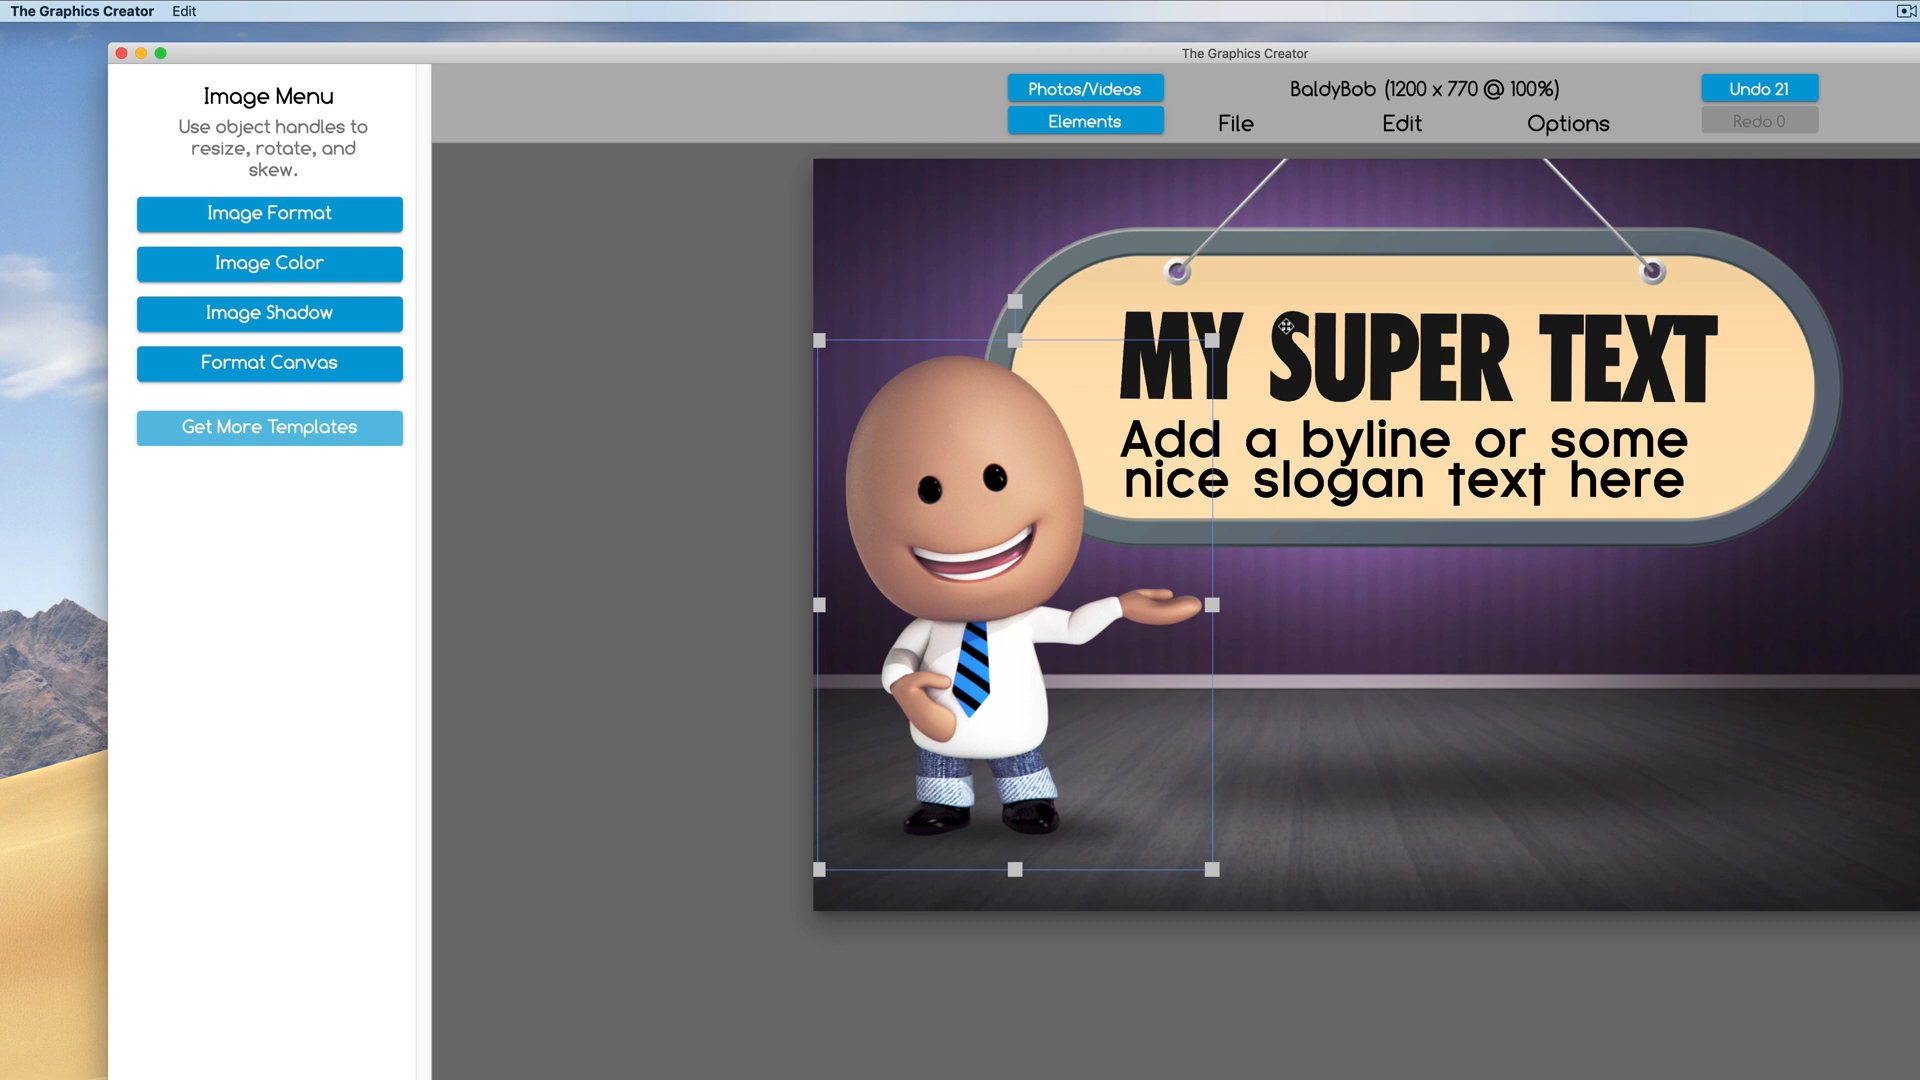 The Graphics Creator Edit
The Graphics Creator
Image Menu
Use object handles to
resize, rotate, and
skew.
Image Format
Image Color
Image Shadow
Format Canvas
Get More Templates
Photos/Videos
Elements
BaldyBob (1200 x 770 @ 100%)
File Edit Options
Undo 21
Redo 0
MY SUPER TEXT
Add a byline or some
nice slogan text here